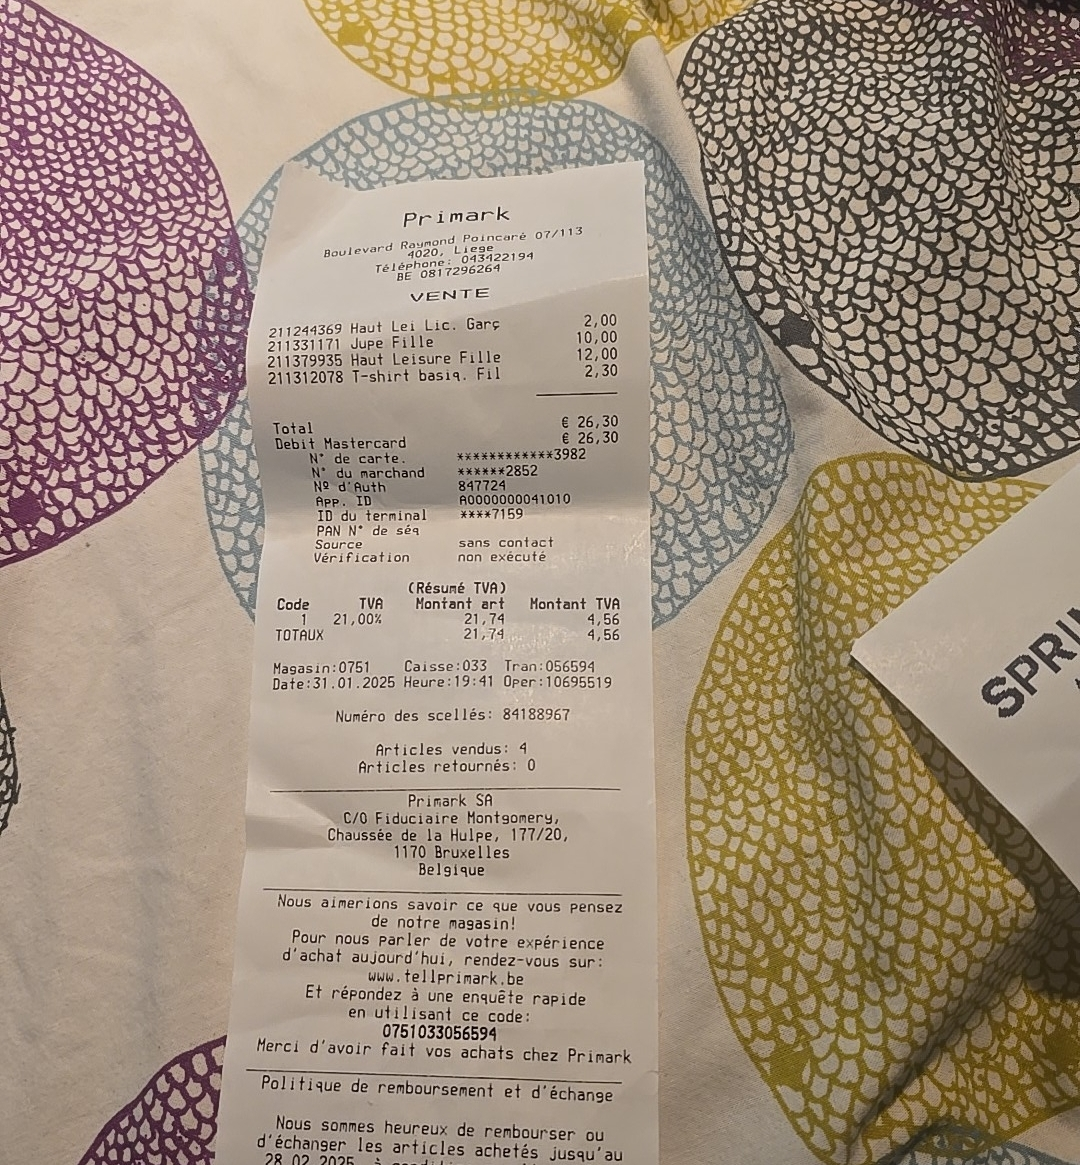 Primark
Boulevard Raymond Poincaré 07/113
4020, Liege
Téléphone: 043422194
BE 0817296264
VENTE
211244369 Haut Lei Lic. Garç 2,00
211331171 Jupe Fille 10,00
211379935 Haut Leisure Fille 12,00
211312078 T-shirt basiq. Fil 2,30
Total € 26,30
Debit Mastercard € 26,30
N° de carte. ************3982
N° du marchand ******2852
Nº d'Auth 847724
App. ID A0000000041010
ID du terminal ****7159
PAN N° de séq
Source sans contact
Vérification non exécuté
(Résumé TVA)
Code TVA Montant art Montant TVA
1 21,00% 21,74 4,56
TOTAUX 21,74 4,56
Magasin:0751 Caisse:033 Tran:056594
Date:31.01.2025 Heure:19:41 Oper:10695519
Numéro des scellés: 84188967
Articles vendus: 4
Articles retournés: 0
Primark SA
C/O Fiduciaire Montgomery,
Chaussée de la Hulpe, 177/20,
1170 Bruxelles
Belgique
Nous aimerions savoir ce que vous pensez
de notre magasin!
Pour nous parler de votre expérience
d'achat aujourd'hui, rendez-vous sur:
www.tellprimark.be
Et répondez à une enquête rapide
en utilisant ce code:
0751033056594
Merci d'avoir fait vos achats chez Primark
Politique de remboursement et d'échange
Nous sommes heureux de rembourser ou
d'échanger les articles achetés jusqu'au
28.02.2025, à
SPRI